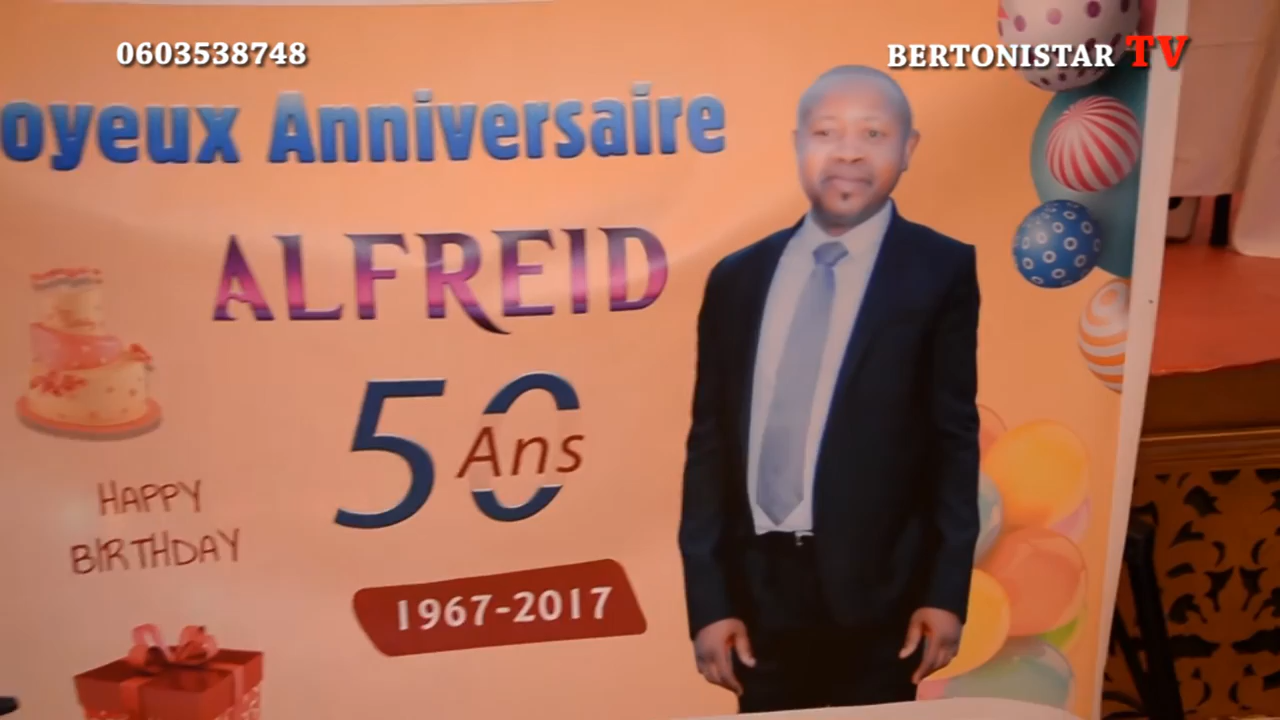 0603538748
BERTONISTAR TV
oyeux Anniversaire
ALFREID
50
Ans
HAPPY
BIRTHDAY
1967-2017